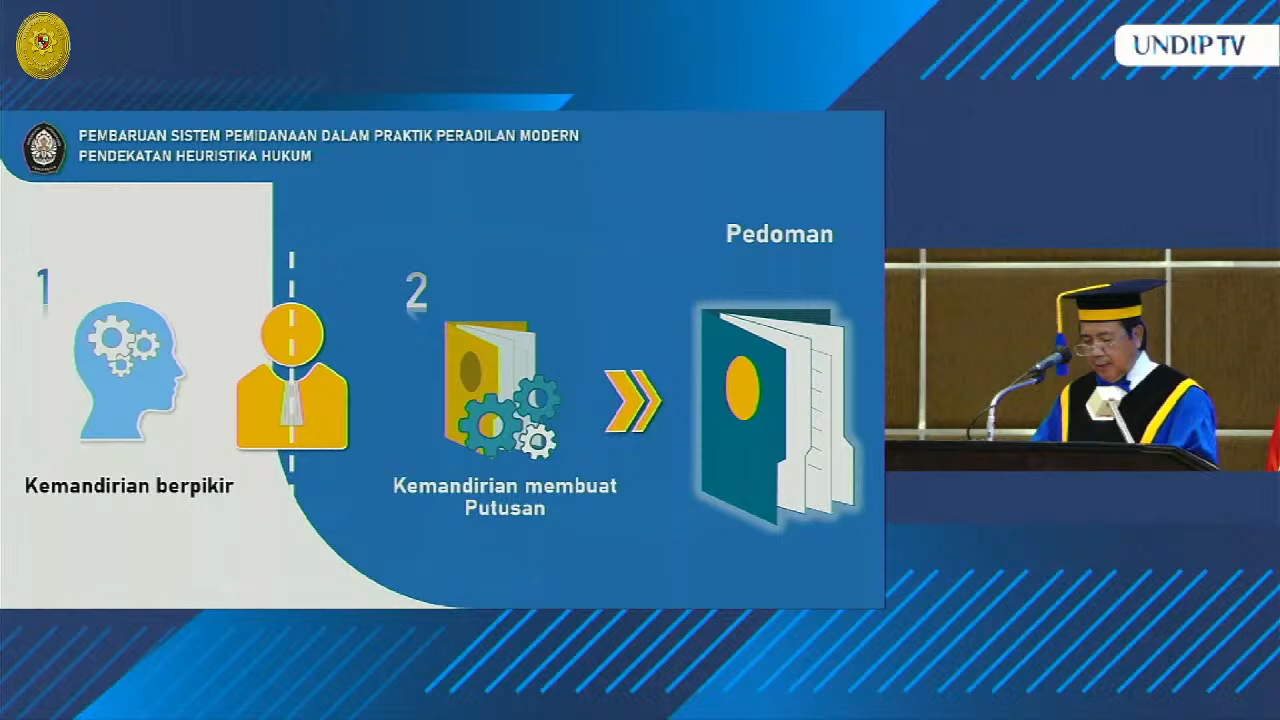 UNDIP TV
PEMBARUAN SISTEM PEMIDANAAN DALAM PRAKTIK PERADILAN MODERN
PENDEKATAN HEURISTIKA HUKUM
Pedoman
1
2
Kemandirian berpikir
Kemandirian membuat
Putusan